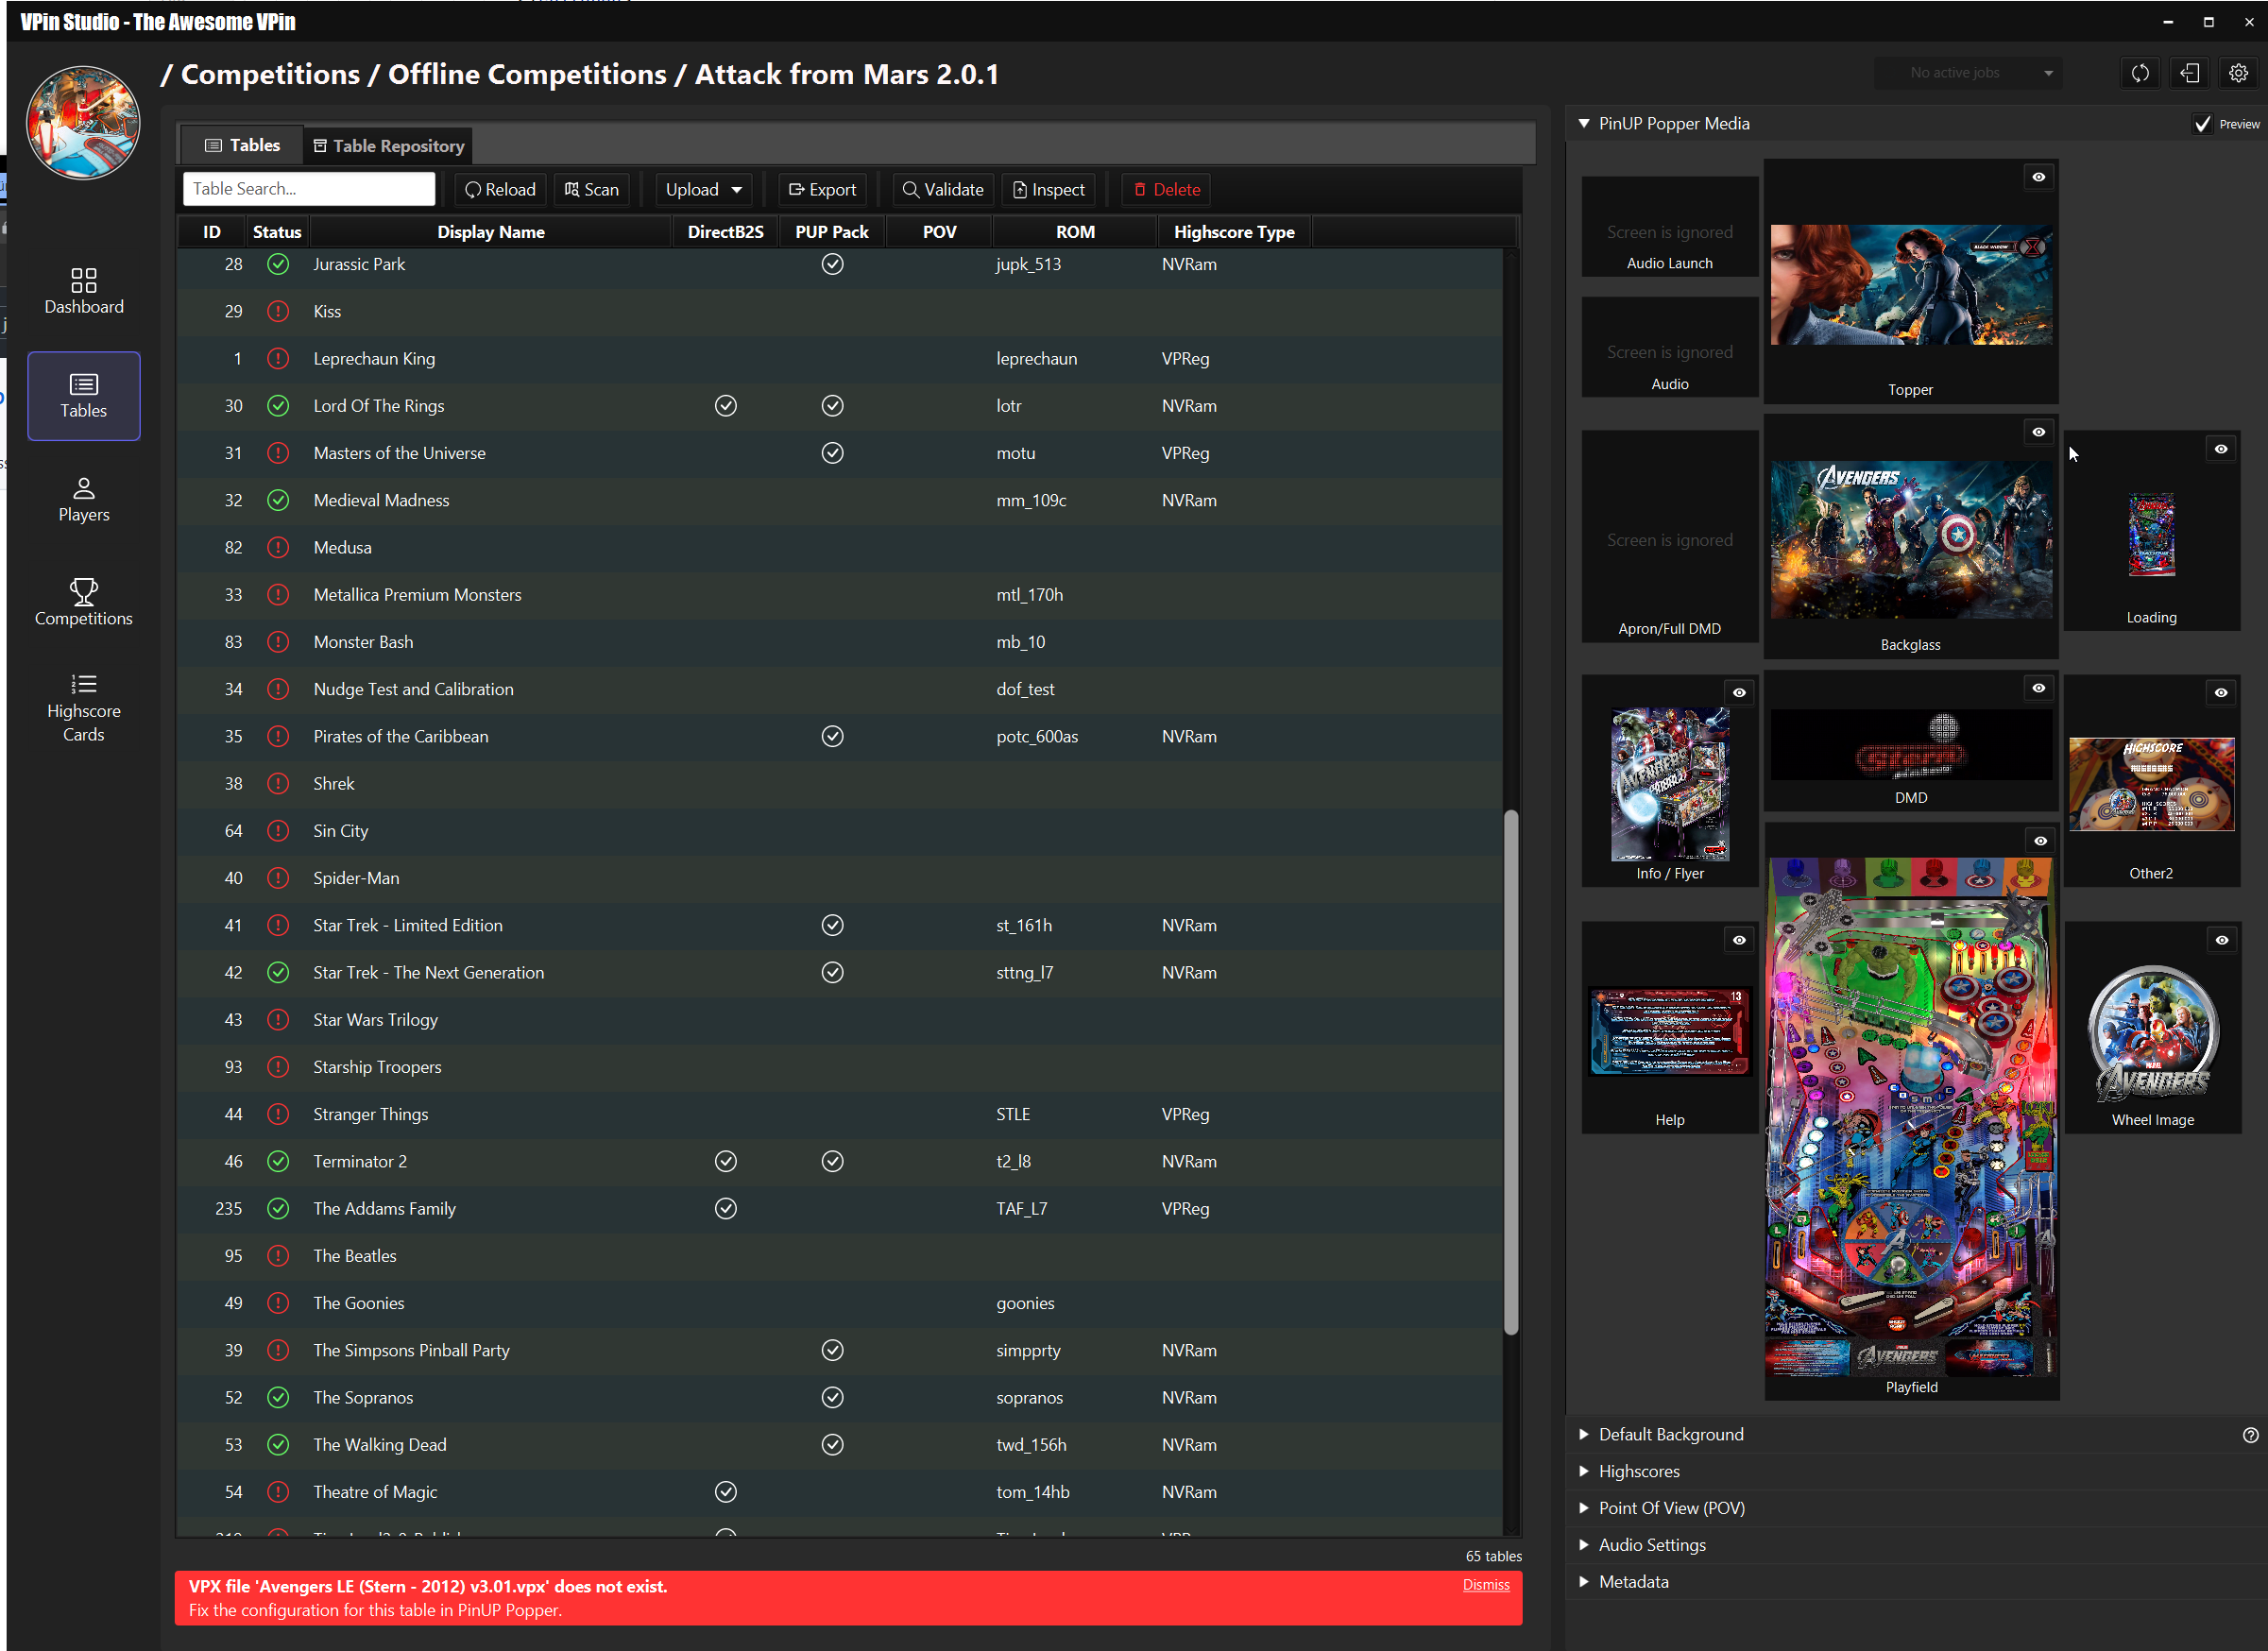 VPin Studio - The Awesome VPin
/ Competitions / Offline Competitions / Attack from Mars 2.0.1
No active jobs
Dashboard
Tables
Players
Competitions
Highscore
Cards
Tables
Table Repository
Table Search...
Reload
Scan
Upload
Export
Validate
Inspect
Delete
ID Status Display Name DirectB2S PUP Pack POV ROM Highscore Type
28 Jurassic Park jupk_513 NVRam
29 Kiss
1 Leprechaun King leprechaun VPReg
30 Lord Of The Rings lotr NVRam
31 Masters of the Universe motu VPReg
32 Medieval Madness mm_109c NVRam
82 Medusa
33 Metallica Premium Monsters mtl_170h
83 Monster Bash mb_10
34 Nudge Test and Calibration dof_test
35 Pirates of the Caribbean potc_600as NVRam
38 Shrek
64 Sin City
40 Spider-Man
41 Star Trek - Limited Edition st_161h NVRam
42 Star Trek - The Next Generation sttng_l7 NVRam
43 Star Wars Trilogy
93 Starship Troopers
44 Stranger Things STLE VPReg
46 Terminator 2 t2_l8 NVRam
235 The Addams Family TAF_L7 VPReg
95 The Beatles
49 The Goonies goonies
39 The Simpsons Pinball Party simpprty NVRam
52 The Sopranos sopranos NVRam
53 The Walking Dead twd_156h NVRam
54 Theatre of Magic tom_14hb NVRam
65 tables
VPX file 'Avengers LE (Stern - 2012) v3.01.vpx' does not exist.
Fix the configuration for this table in PinUP Popper.
Dismiss
PinUP Popper Media
Preview
Screen is ignored
Audio Launch
Screen is ignored
Audio
BLACK WIDOW
Topper
Screen is ignored
Apron/Full DMD
AVENGERS
Backglass
Loading
AVENGERS
Info / Flyer
DMD
HIGHSCORE
AVENGERS
Other2
13
Help
AVENGERS
Playfield
MARVEL
AVENGERS
Wheel Image
Default Background
Highscores
Point Of View (POV)
Audio Settings
Metadata